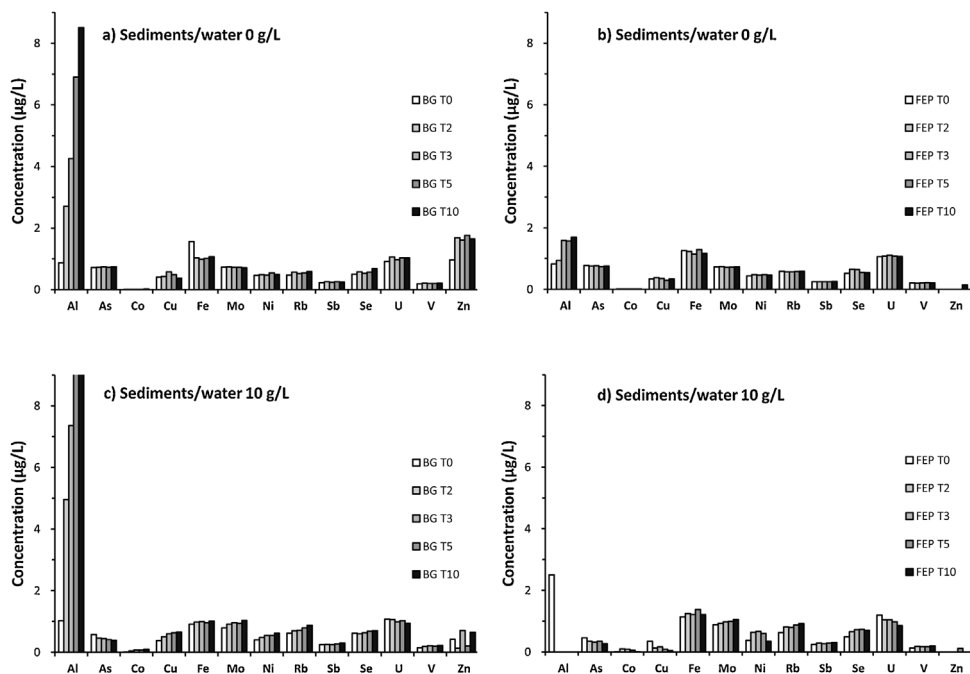 a) Sediments/water 0 g/L
Concentration (µg/L)
8
6
4
2
0
BG T0
BG T2
BG T3
BG T5
BG T10
Al As Co Cu Fe Mo Ni Rb Sb Se U V Zn
b) Sediments/water 0 g/L
Concentration (µg/L)
8
6
4
2
0
FEP T0
FEP T2
FEP T3
FEP T5
FEP T10
Al As Co Cu Fe Mo Ni Rb Sb Se U V Zn
c) Sediments/water 10 g/L
Concentration (µg/L)
8
6
4
2
0
BG T0
BG T2
BG T3
BG T5
BG T10
Al As Co Cu Fe Mo Ni Rb Sb Se U V Zn
d) Sediments/water 10 g/L
Concentration (µg/L)
8
6
4
2
0
FEP T0
FEP T2
FEP T3
FEP T5
FEP T10
Al As Co Cu Fe Mo Ni Rb Sb Se U V Zn